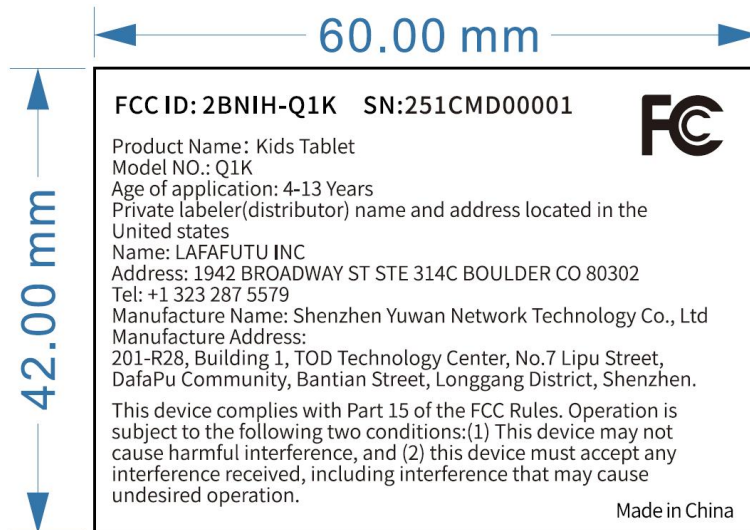 60.00 mm
42.00 mm
FCC ID: 2BNIH-Q1K SN:251CMD00001
FC
Product Name: Kids Tablet
Model NO.: Q1K
Age of application: 4-13 Years
Private labeler(distributor) name and address located in the
United states
Name: LAFAFUTU INC
Address: 1942 BROADWAY ST STE 314C BOULDER CO 80302
Tel: +1 323 287 5579
Manufacture Name: Shenzhen Yuwan Network Technology Co., Ltd
Manufacture Address:
201-R28, Building 1, TOD Technology Center, No.7 Lipu Street,
DafaPu Community, Bantian Street, Longgang District, Shenzhen.
This device complies with Part 15 of the FCC Rules. Operation is
subject to the following two conditions:(1) This device may not
cause harmful interference, and (2) this device must accept any
interference received, including interference that may cause
undesired operation.
Made in China